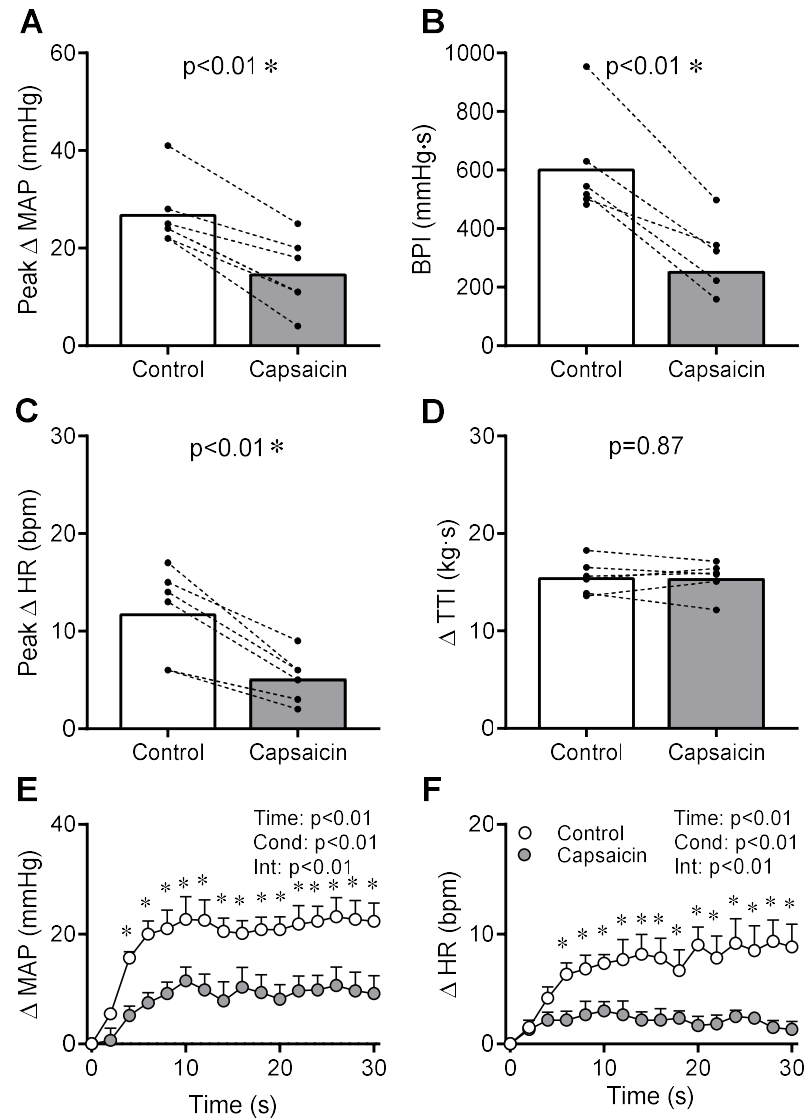 A
Peak Δ MAP (mmHg)
60
40
20
0
p<0.01 *
Control Capsaicin
B
BPI (mmHg·s)
1000
800
600
400
200
0
p<0.01 *
Control Capsaicin
C
Peak Δ HR (bpm)
30
20
10
0
p<0.01 *
Control Capsaicin
D
Δ TTI (kg·s)
30
20
10
0
p=0.87
Control Capsaicin
E
Δ MAP (mmHg)
40
20
0
Time: p<0.01
Cond: p<0.01
Int: p<0.01
* * * * * * * * * * * * * *
0 10 20 30
Time (s)
F
Δ HR (bpm)
20
10
0
Control
Capsaicin
Time: p<0.01
Cond: p<0.01
Int: p<0.01
* * * * * * * * * * * * *
0 10 20 30
Time (s)